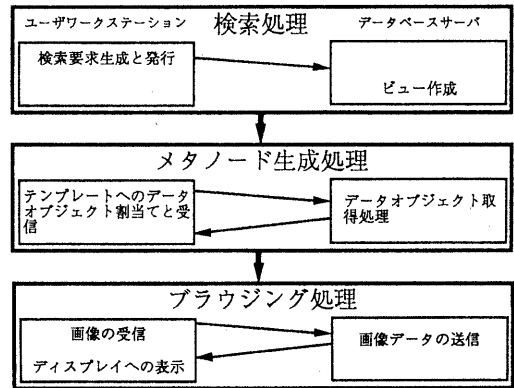 ユーザワークステーション 検索処理 データベースサーバ
検索要求生成と発行
ビュー作成
メタノード生成処理
テンプレートへのデータ
オブジェクト割当てと受
信
データオブジェクト取
得処理
ブラウジング処理
画像の受信
ディスプレイへの表示
画像データの送信